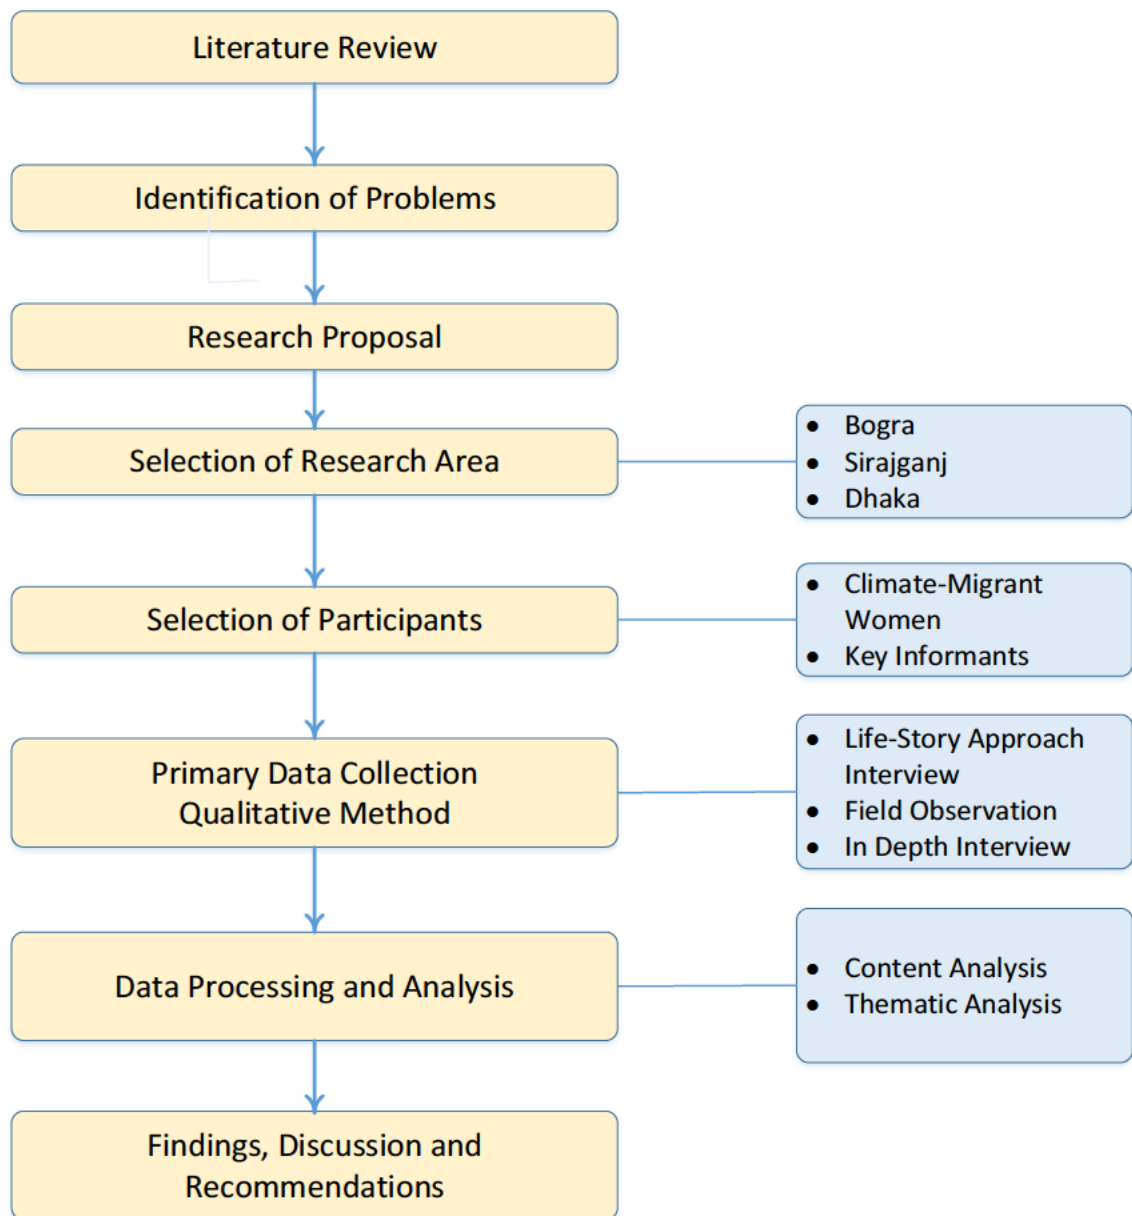 Literature Review
Identification of Problems
Research Proposal
Selection of Research Area
● Bogra
● Sirajganj
● Dhaka
Selection of Participants
● Climate-Migrant
Women
● Key Informants
Primary Data Collection
Qualitative Method
● Life-Story Approach
Interview
● Field Observation
● In Depth Interview
Data Processing and Analysis
● Content Analysis
● Thematic Analysis
Findings, Discussion and
Recommendations